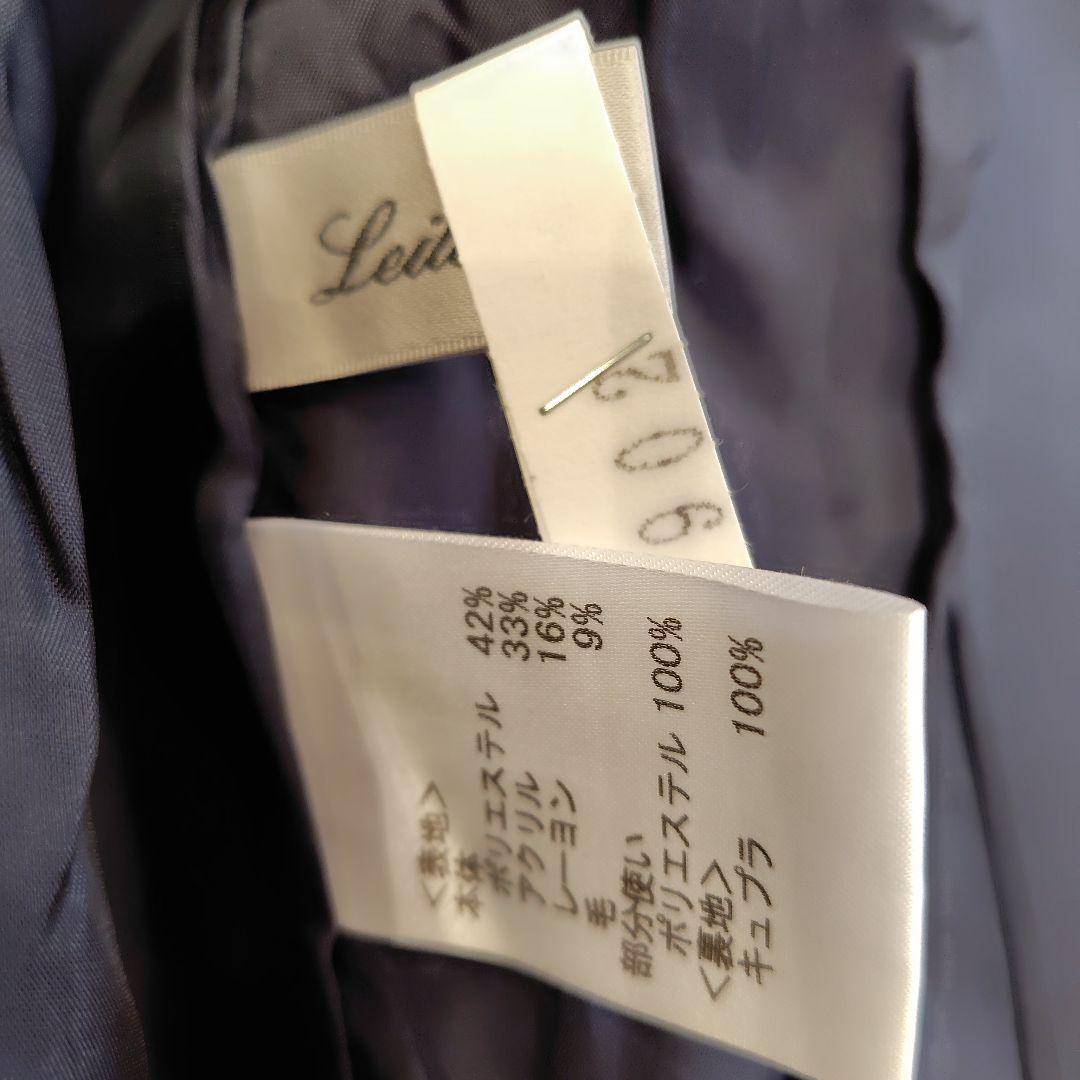 <表地>
本体
ポリエステル 42%
アクリル 33%
レーヨン 16%
毛 9%
部分使い
ポリエステル 100%
<裏地>
キュプラ 100%